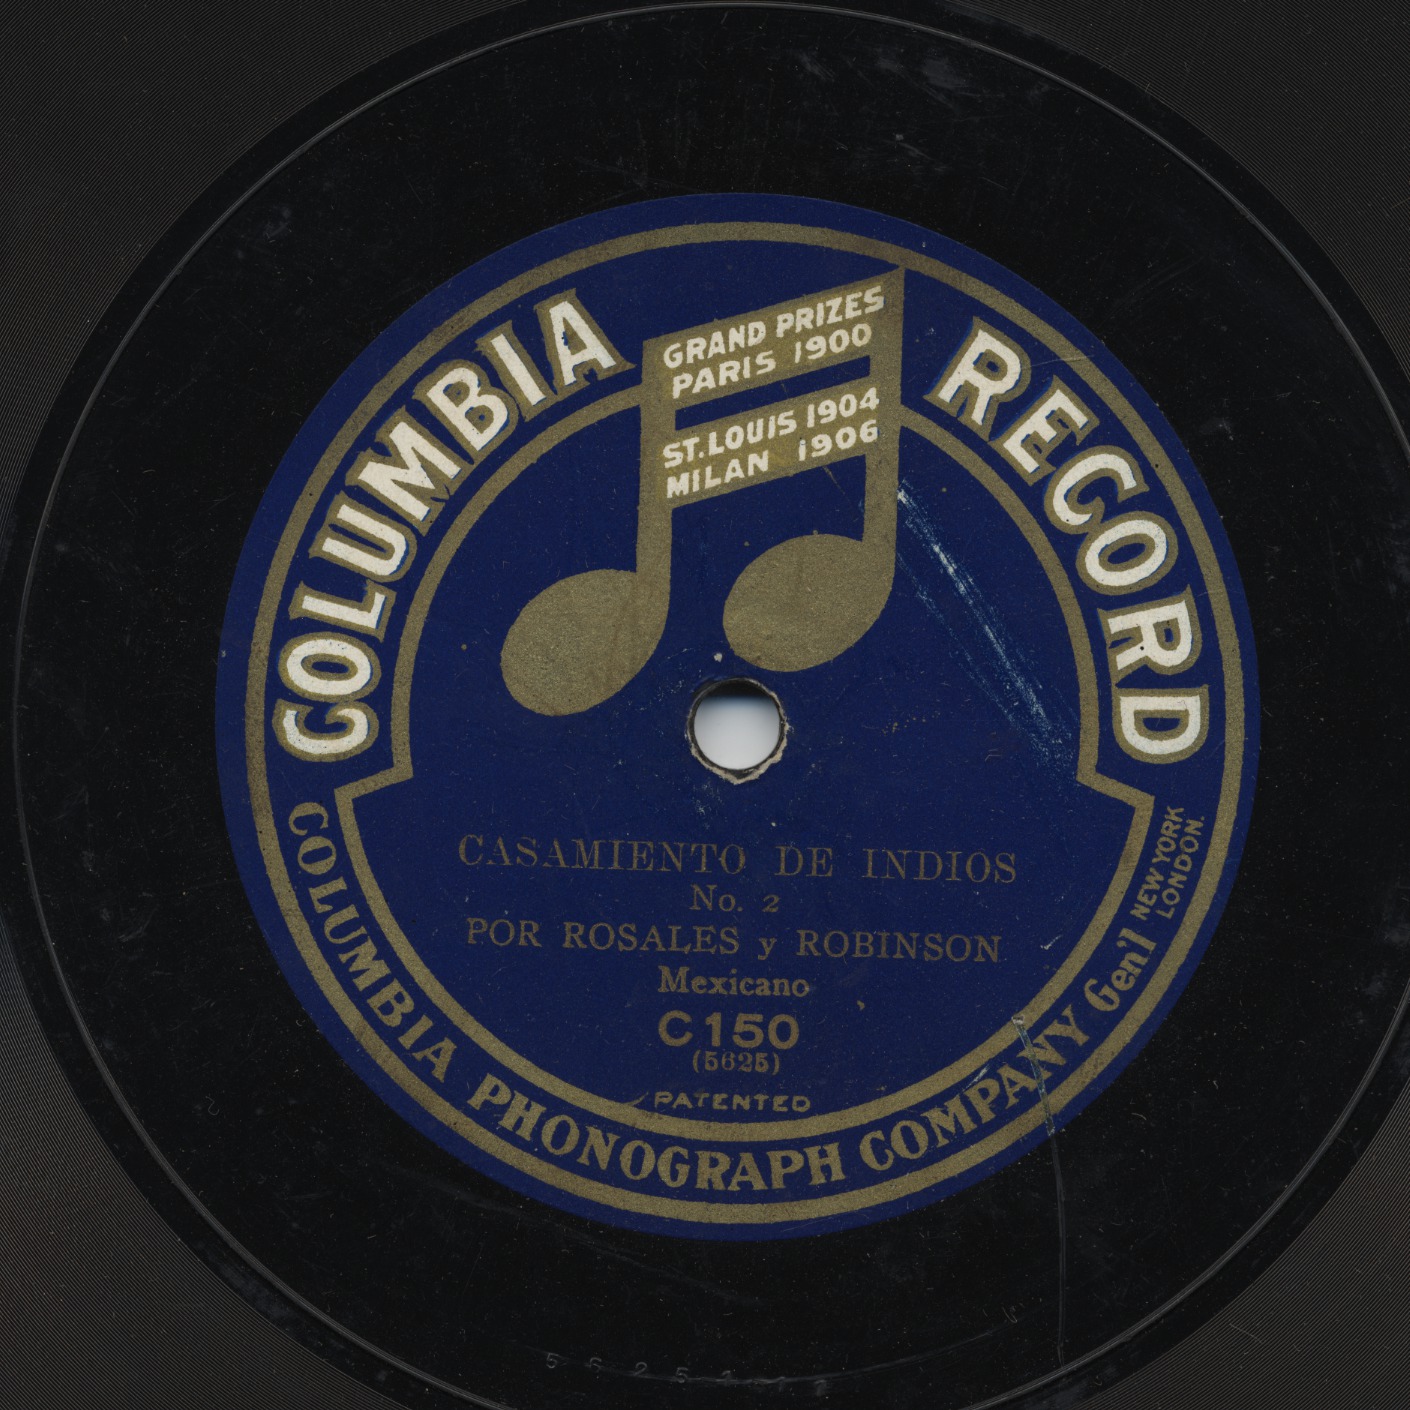 COLUMBIA RECORD
GRAND PRIZES
PARIS 1900
ST. LOUIS 1904
MILAN 1906
CASAMIENTO DE INDIOS
No. 2
POR ROSALES y ROBINSON
Mexicano
C150
(5625)
PATENTED
COLUMBIA PHONOGRAPH COMPANY Gen'l
NEW YORK
LONDON.
5625